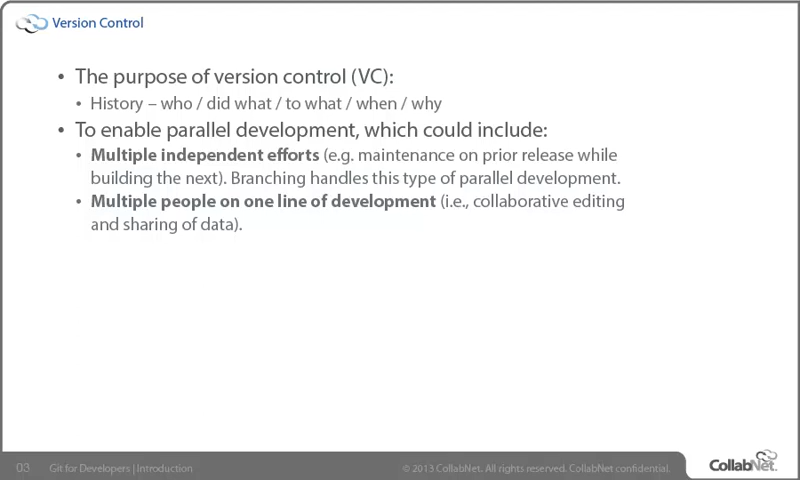 Version Control
• The purpose of version control (VC):
• History – who / did what / to what / when / why
• To enable parallel development, which could include:
• Multiple independent efforts (e.g. maintenance on prior release while
building the next). Branching handles this type of parallel development.
• Multiple people on one line of development (i.e., collaborative editing
and sharing of data).
03 Git for Developers | Introduction © 2013 CollabNet. All rights reserved. CollabNet confidential. CollabNet